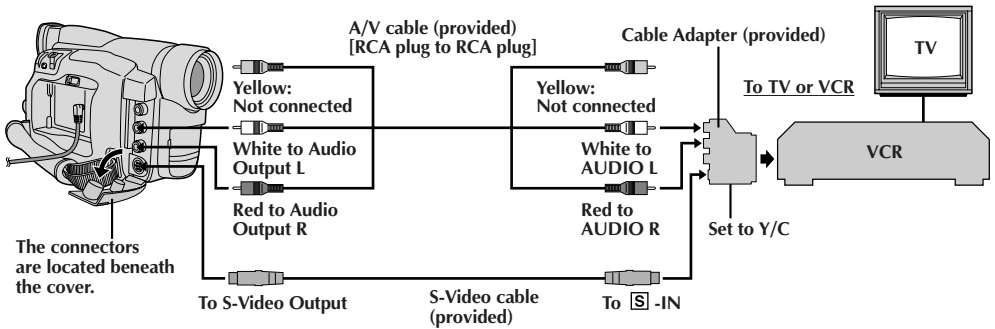 A/V cable (provided)
[RCA plug to RCA plug]
Cable Adapter (provided)
TV
Yellow:
Not connected
Yellow:
Not connected
To TV or VCR
White to Audio
Output L
White to
AUDIO L
VCR
Red to Audio
Output R
Red to
AUDIO R
Set to Y/C
The connectors
are located beneath
the cover.
To S-Video Output
S-Video cable
(provided)
To S -IN